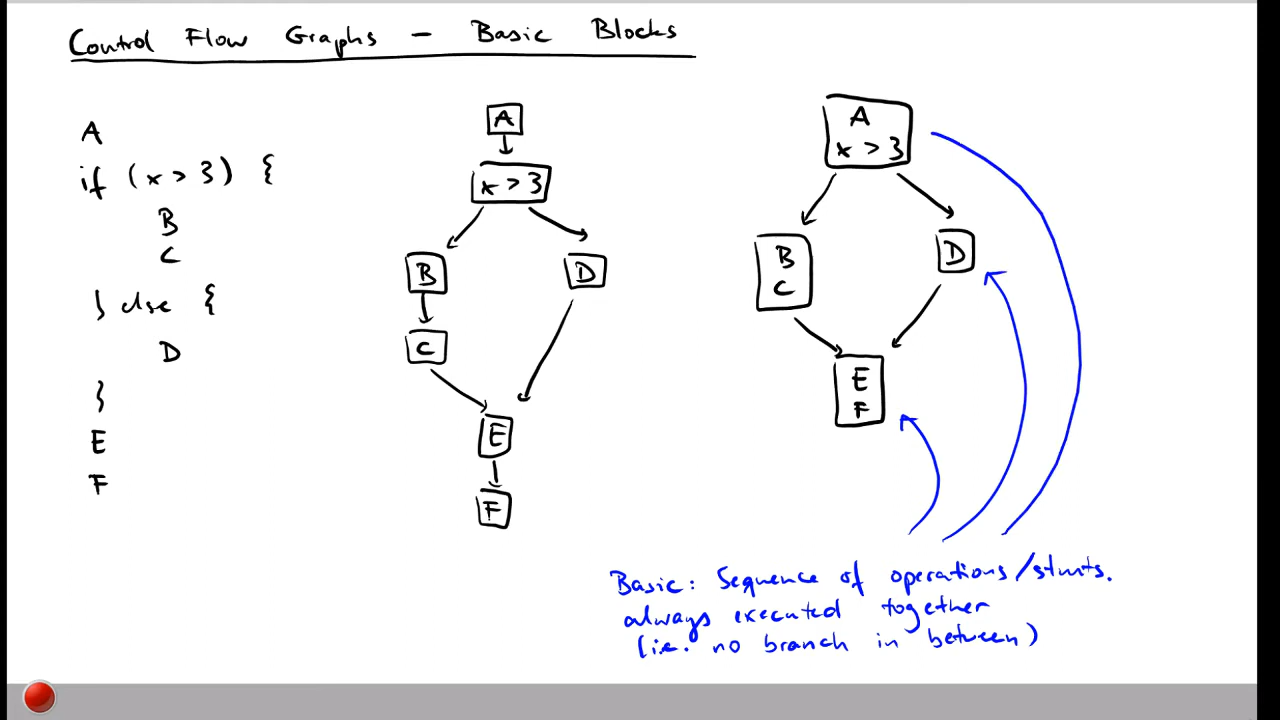 Control Flow Graphs - Basic Blocks
A
if (x > 3) {
B
C
} else {
D
}
E
F
A
x > 3
B
D
C
E
F
A
x > 3
B
C
D
E
F
Basic: Sequence of operations/stmts.
always executed together
(i.e. no branch in between)